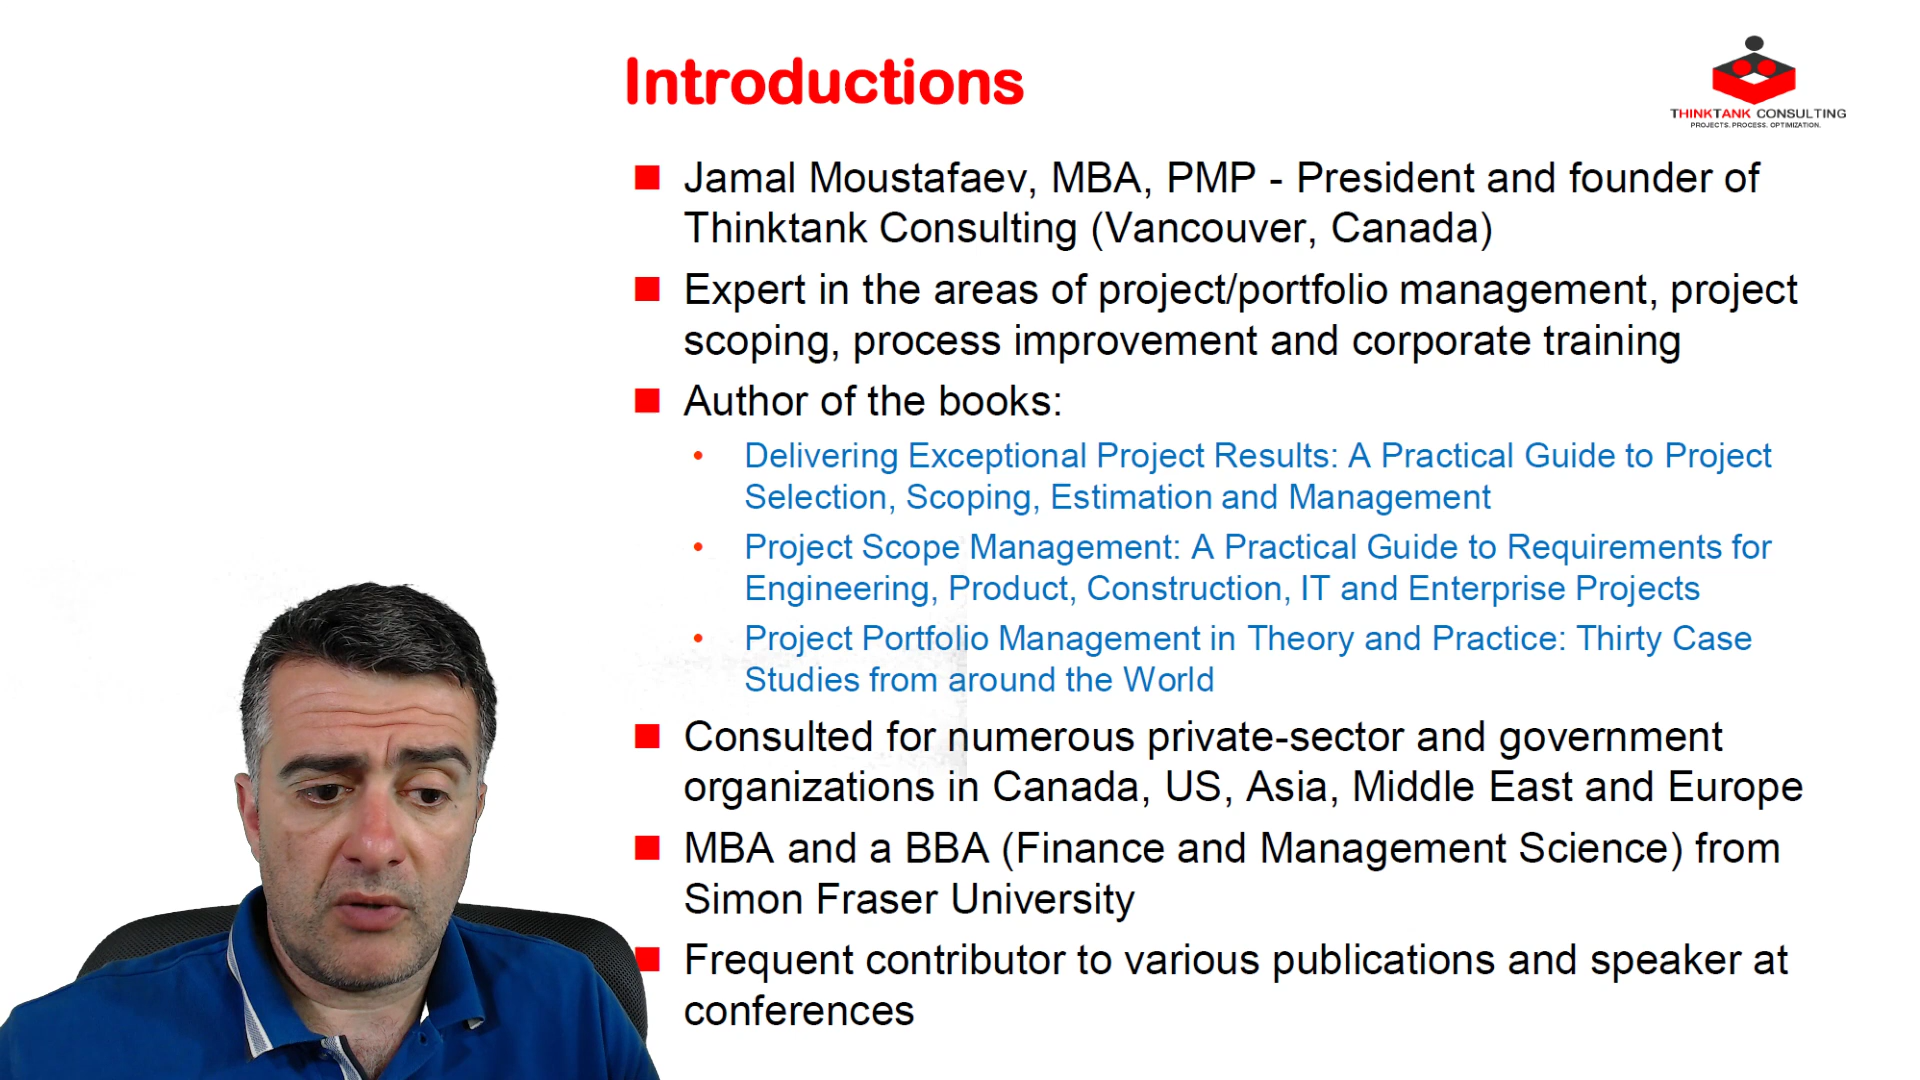 Introductions
THINKTANK CONSULTING
PROJECTS. PROCESS. OPTIMIZATION.
Jamal Moustafaev, MBA, PMP - President and founder of
Thinktank Consulting (Vancouver, Canada)
Expert in the areas of project/portfolio management, project
scoping, process improvement and corporate training
Author of the books:
Delivering Exceptional Project Results: A Practical Guide to Project
Selection, Scoping, Estimation and Management
Project Scope Management: A Practical Guide to Requirements for
Engineering, Product, Construction, IT and Enterprise Projects
Project Portfolio Management in Theory and Practice: Thirty Case
Studies from around the World
Consulted for numerous private-sector and government
organizations in Canada, US, Asia, Middle East and Europe
MBA and a BBA (Finance and Management Science) from
Simon Fraser University
Frequent contributor to various publications and speaker at
conferences